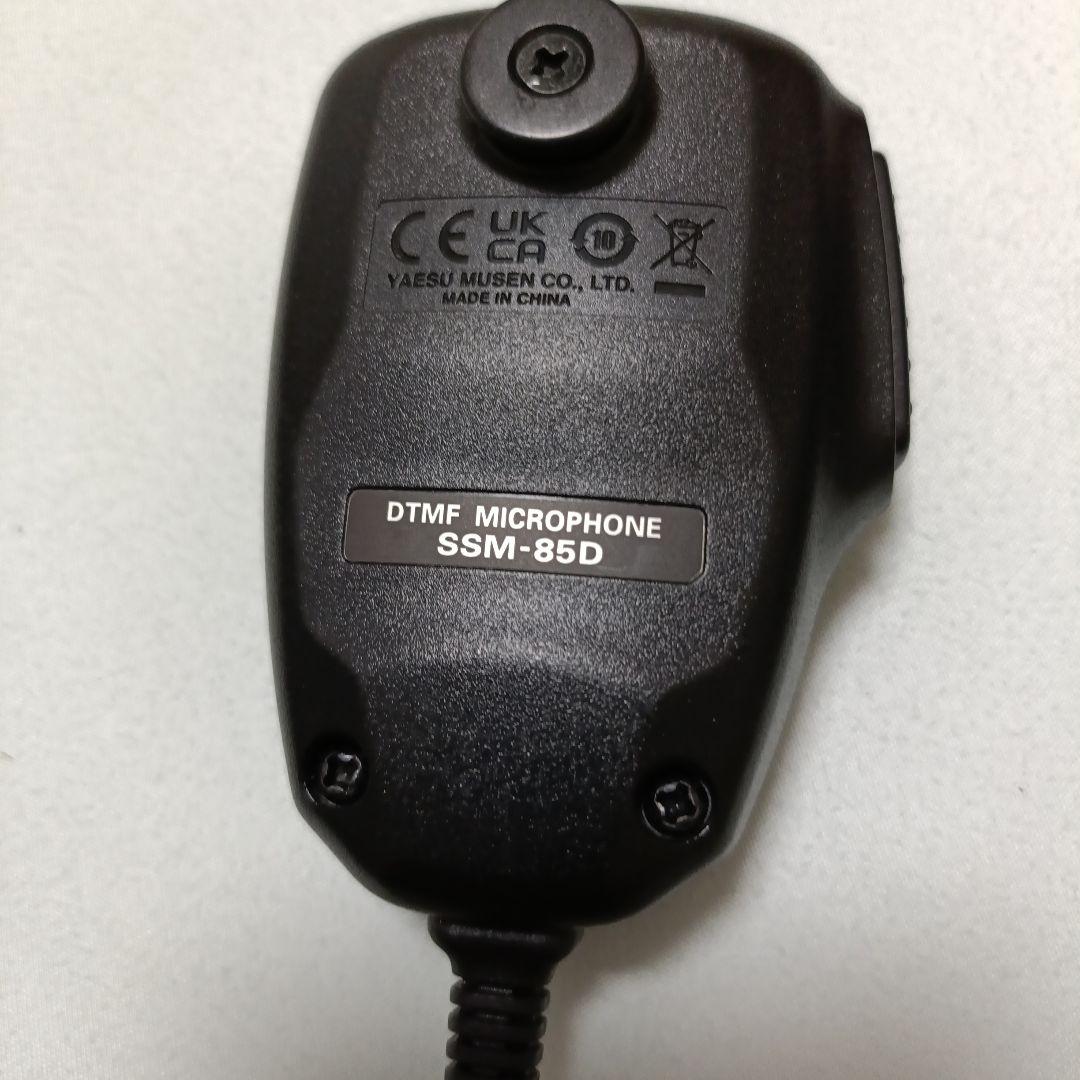 CE UK CA 10
YAESU MUSEN CO., LTD.
MADE IN CHINA
DTMF MICROPHONE
SSM-85D